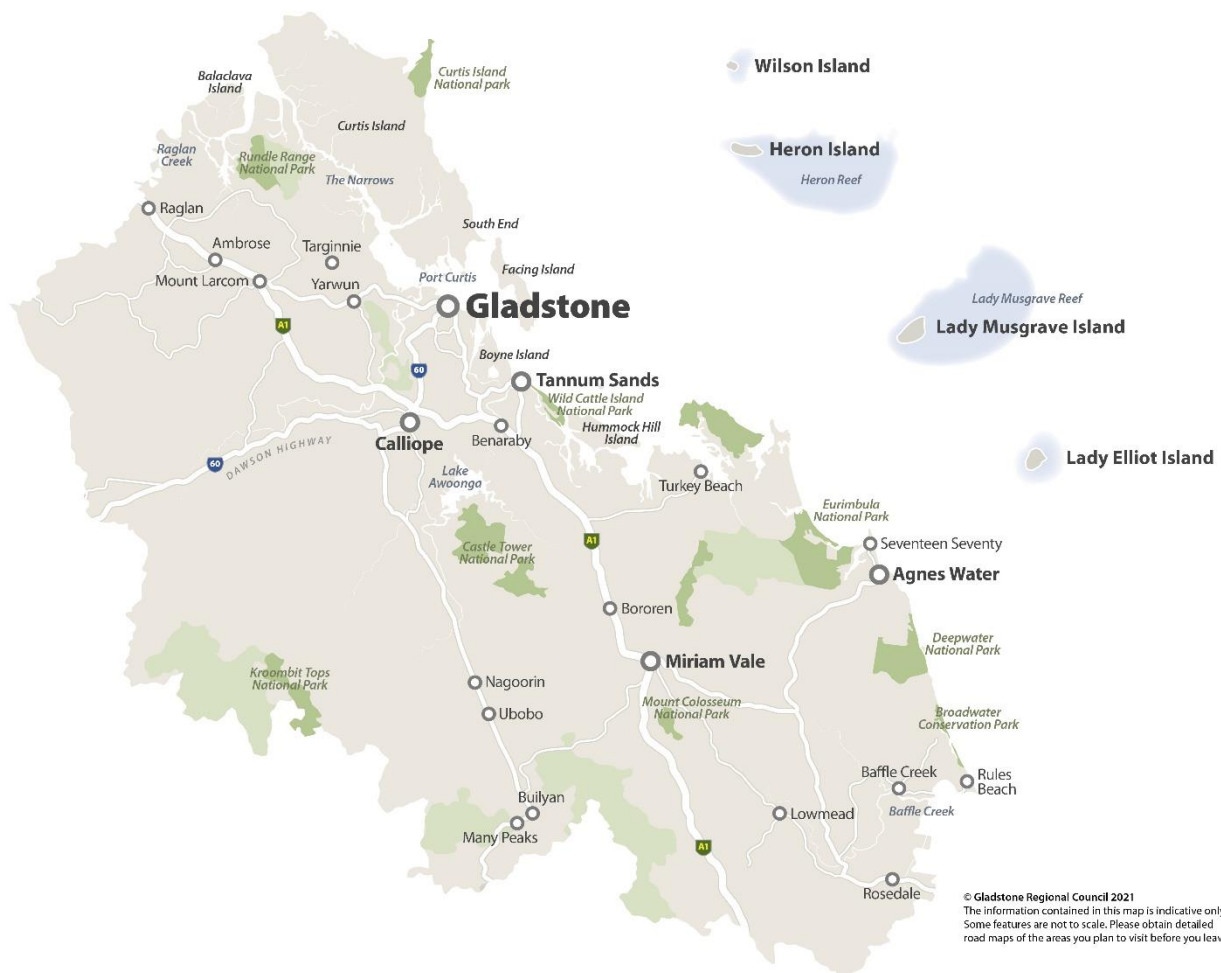 Wilson Island
Balaclava
Island
Curtis Island
National park
Curtis Island
Heron Island
Heron Reef
Raglan
Creek
Rundle Range
National Park
The Narrows
Raglan
South End
Ambrose
Targinnie
Mount Larcom
Yarwun
Port Curtis
Facing Island
Gladstone
Lady Musgrave Reef
Lady Musgrave Island
A1
60
Boyne Island
Tannum Sands
Wild Cattle Island
National Park
Hummock Hill
Island
Calliope
Benaraby
60
DAWSON HIGHWAY
Lake
Awoonga
Turkey Beach
Lady Elliot Island
Eurimbula
National Park
A1
Seventeen Seventy
Castle Tower
National Park
Agnes Water
Bororen
Deepwater
National Park
Miriam Vale
Kroombit Tops
National Park
Nagoorin
Ubobo
Mount Colosseum
National Park
Broadwater
Conservation Park
Baffle Creek
Rules
Beach
Builyan
Many Peaks
Lowmead
Baffle Creek
A1
Rosedale
© Gladstone Regional Council 2021
The information contained in this map is indicative only
Some features are not to scale. Please obtain detailed
road maps of the areas you plan to visit before you leav